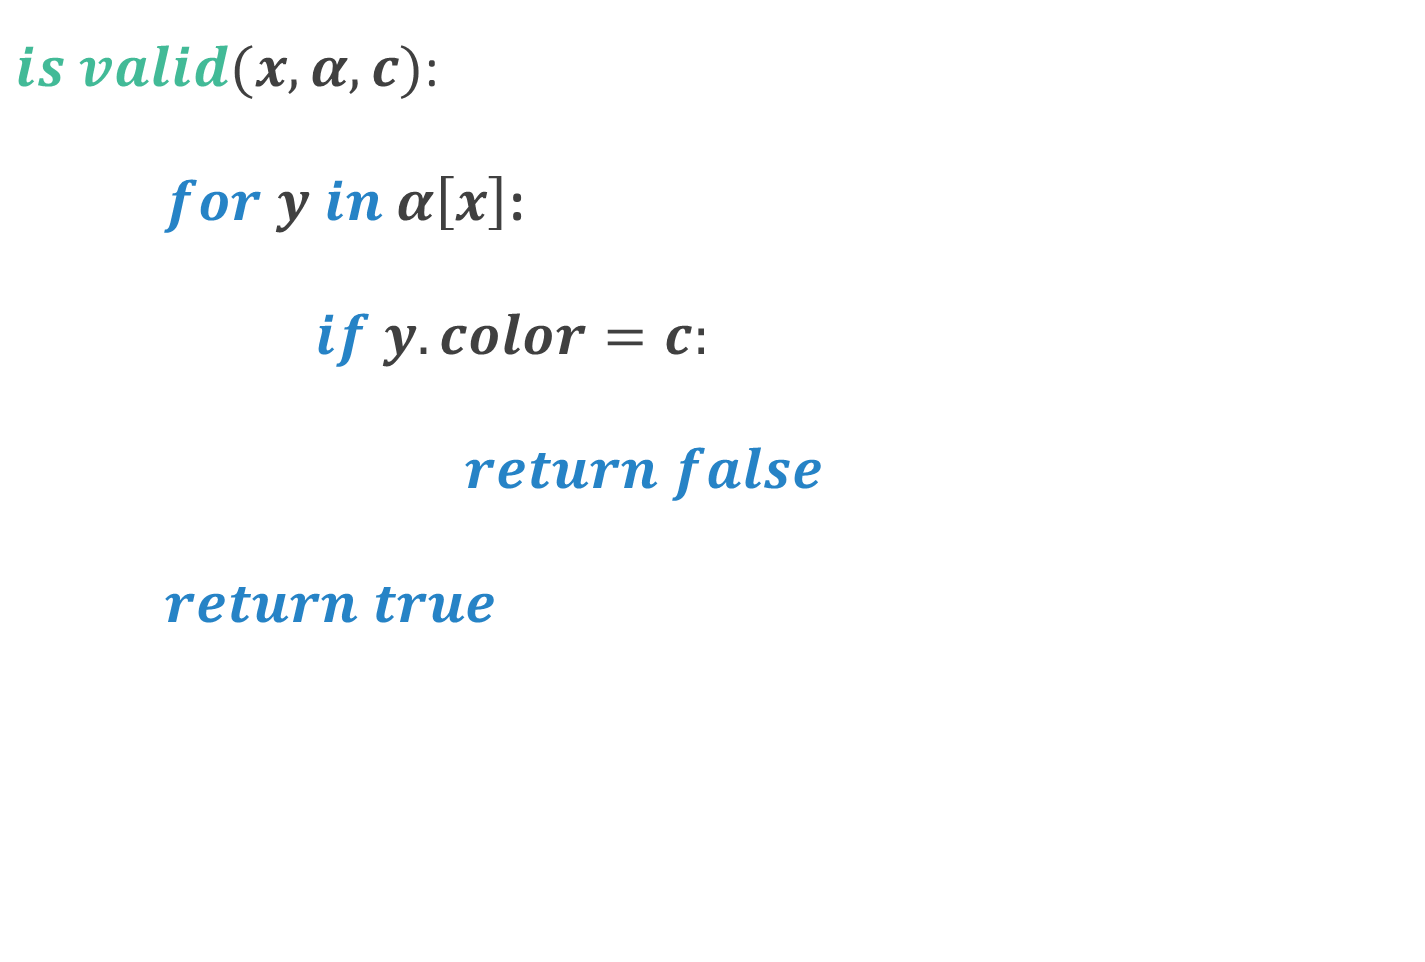 is valid(x, α, c):
for y in α[x]:
if y.color = c:
return false
return true